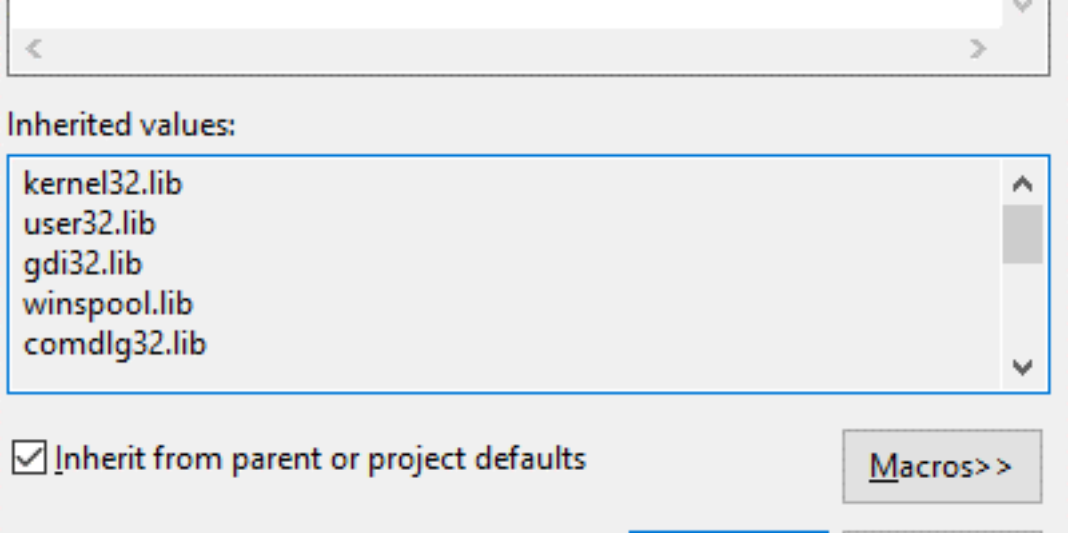 Inherited values:
kernel32.lib
user32.lib
gdi32.lib
winspool.lib
comdlg32.lib
Inherit from parent or project defaults
Macros>>